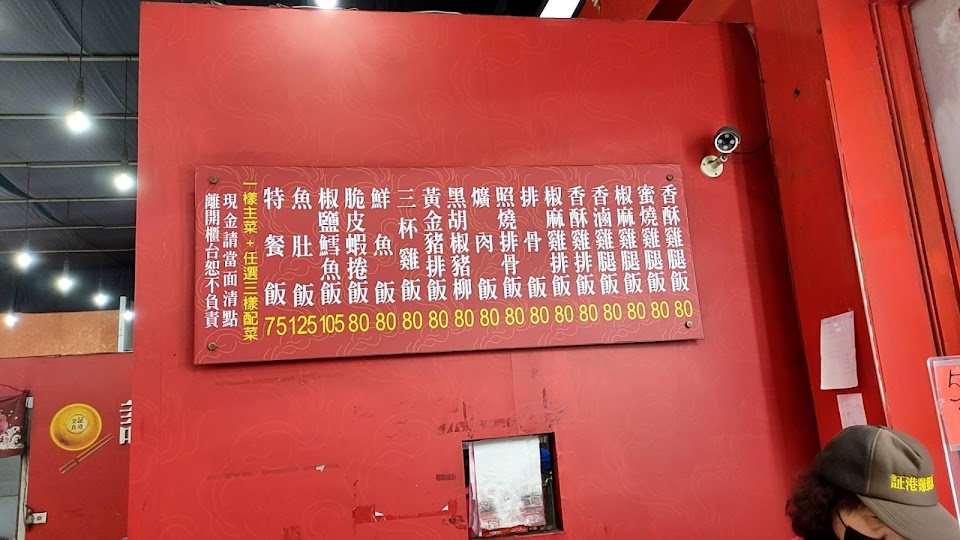 香酥雞腿飯 80
蜜燒雞腿飯 80
椒麻雞腿飯 80
香滷雞腿飯 80
香酥雞排飯 80
椒麻雞排飯 80
排骨飯 80
照燒排骨飯 80
爌肉飯 80
黑胡椒豬柳 80
黃金豬排飯 80
三杯雞飯 80
鮮魚飯 80
脆皮蝦捲飯 80
椒鹽鱈魚飯 105
魚肚飯 125
特餐飯 75
一樣主菜+任選三樣配菜
現金請當面清點
離開櫃台恕不負責
証港雞
5